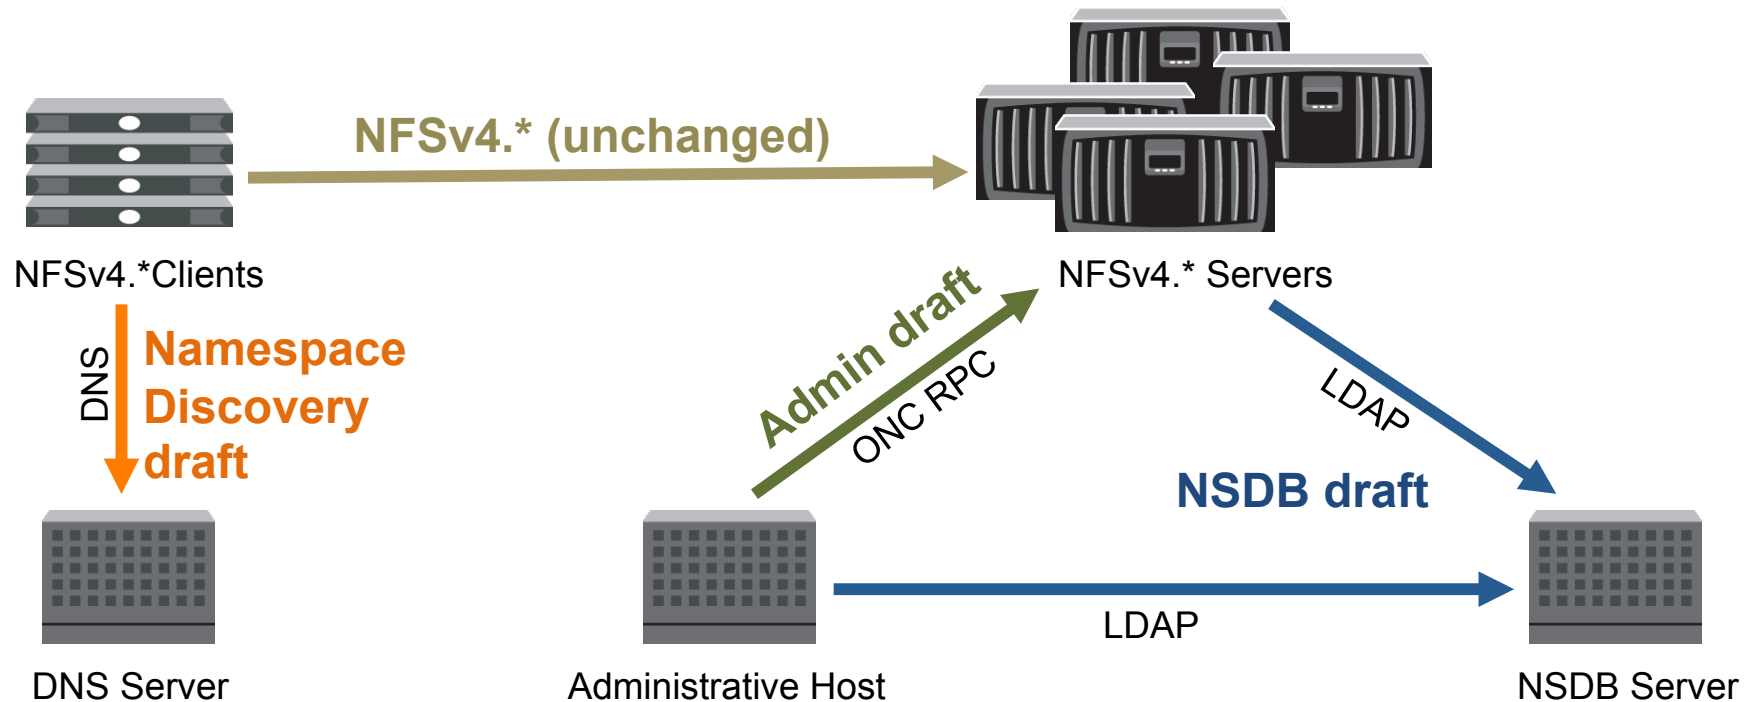 NFSv4.* (unchanged)
NFSv4.*Clients
NFSv4.* Servers
DNS
Namespace
Discovery
draft
Admin draft
ONC RPC
LDAP
NSDB draft
LDAP
DNS Server
Administrative Host
NSDB Server